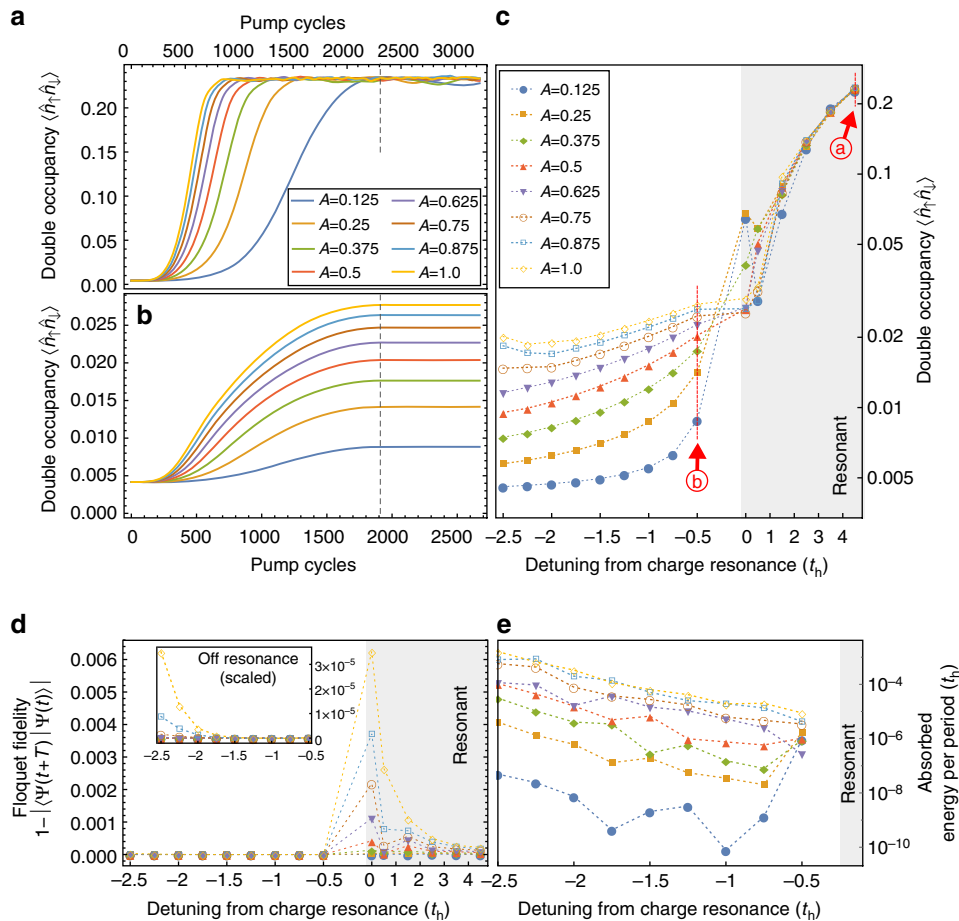 a
Pump cycles
0 500 1000 1500 2000 2500 3000
Double occupancy ⟨n̂↑n̂↓⟩
0.20
0.15
0.10
0.05
0.00
A=0.125 A=0.625
A=0.25 A=0.75
A=0.375 A=0.875
A=0.5 A=1.0
b
Double occupancy ⟨n̂↑n̂↓⟩
0.025
0.020
0.015
0.010
0.005
0.000
0 500 1000 1500 2000 2500
Pump cycles
c
A=0.125
A=0.25
A=0.375
A=0.5
A=0.625
A=0.75
A=0.875
A=1.0
a
b
Resonant
0.2
0.1
0.05
0.02
0.01
0.005
Double occupancy ⟨n̂↑n̂↓⟩
−2.5 −2 −1.5 −1 −0.5 0 1 2 3 4
Detuning from charge resonance (th)
d
Floquet fidelity
1−|⟨Ψ(t+T)|Ψ(t)⟩|
0.006
0.005
0.004
0.003
0.002
0.001
0.000
Off resonance
(scaled)
3×10⁻⁵
2×10⁻⁵
1×10⁻⁵
0
−2.5 −2 −1.5 −1 −0.5
Resonant
−2.5 −2 −1.5 −1 −0.5 0 1 2 3 4
Detuning from charge resonance (th)
e
Resonant
10⁻⁴
10⁻⁶
10⁻⁸
10⁻¹⁰
Absorbed
energy per period (th)
−2.5 −2 −1.5 −1 −0.5
Detuning from charge resonance (th)